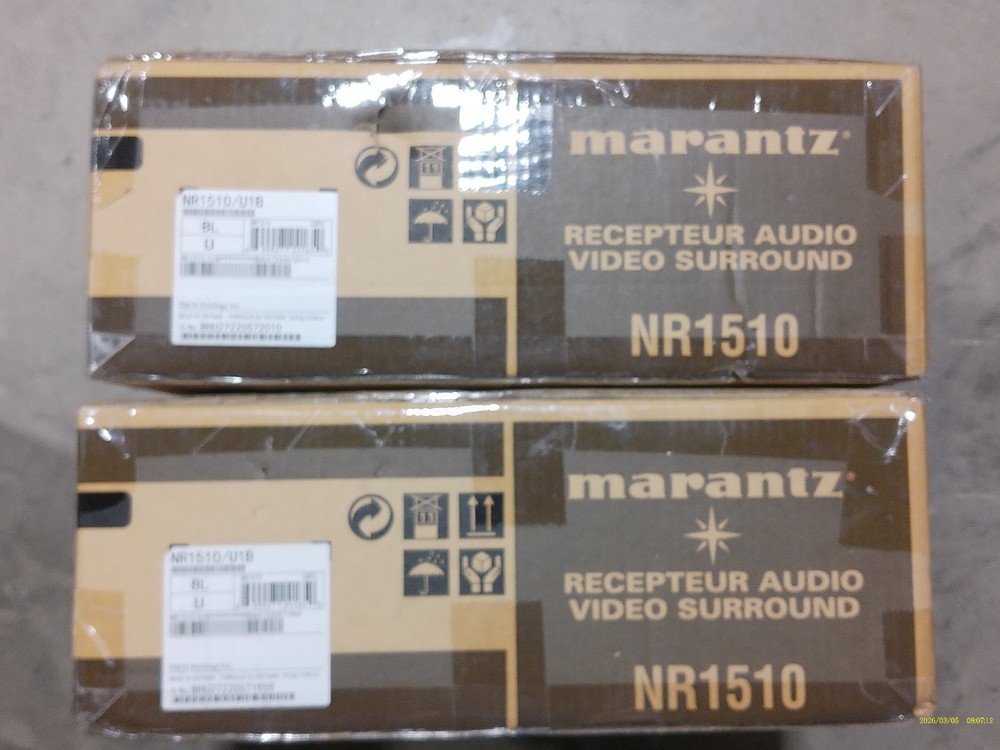 marantz
RECEPTEUR AUDIO
VIDEO SURROUND
NR1510
NR1510/U1B
BL
U
marantz
RECEPTEUR AUDIO
VIDEO SURROUND
NR1510
NR1510/U1B
BL
U
2026/03/05 09:07:12